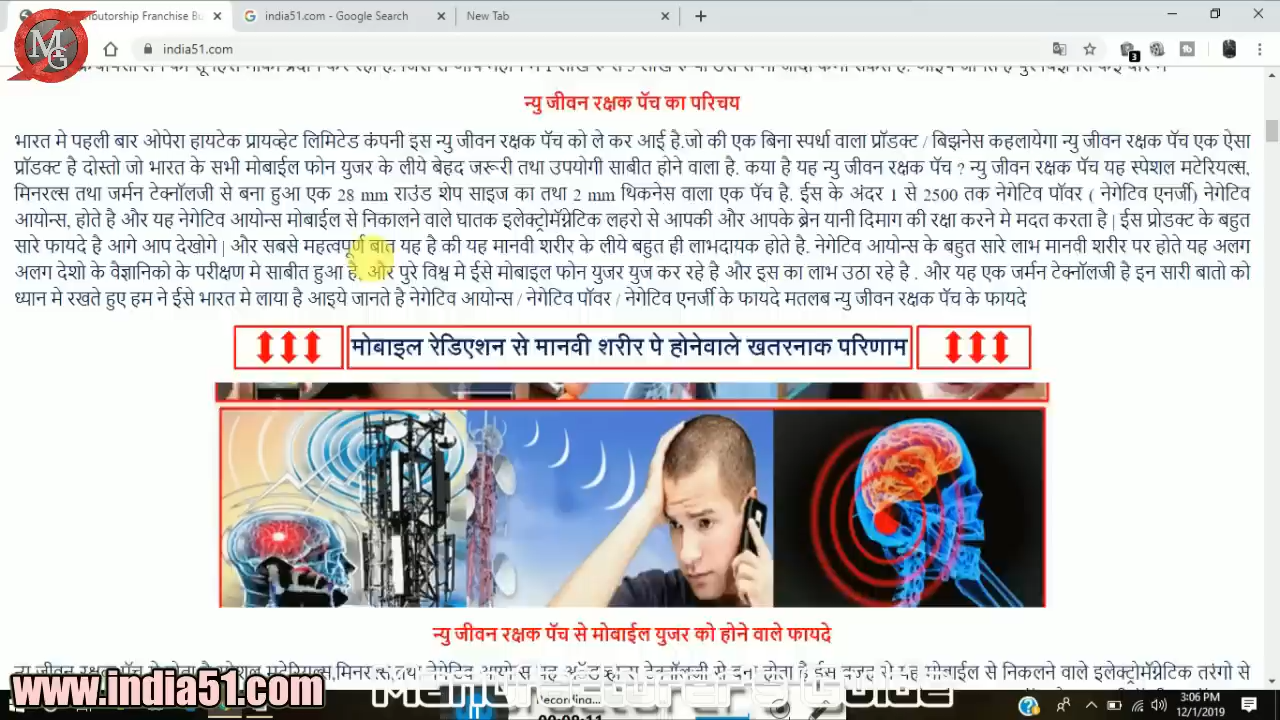 Distributorship Franchise Bu
india51.com - Google Search
New Tab
MG
india51.com
3
न्यु जीवन रक्षक पॅच का परिचय
भारत मे पहली बार ओपेरा हायटेक प्रायव्हेट लिमिटेड कंपनी इस न्यु जीवन रक्षक पॅच को ले कर आई है.जो की एक बिना स्पर्धा वाला प्रॉडक्ट / बिझनेस कहलायेगा न्यु जीवन रक्षक पॅच एक ऐसा
प्रॉडक्ट है दोस्तो जो भारत के सभी मोबाईल फोन युजर के लीये बेहद जरूरी तथा उपयोगी साबीत होने वाला है. कया है यह न्यु जीवन रक्षक पॅच ? न्यु जीवन रक्षक पॅच यह स्पेशल मटेरियल्स,
मिनरल्स तथा जर्मन टेक्नॉलजी से बना हुआ एक 28 mm राउंड शेप साइज का तथा 2 mm थिकनेस वाला एक पॅच है. ईस के अंदर 1 से 2500 तक नेगेटिव पॉवर ( नेगेटिव एनर्जी) नेगेटिव
आयोन्स, होते है और यह नेगेटिव आयोन्स मोबाईल से निकालने वाले घातक इलेक्ट्रोमॅग्नेटिक लहरो से आपकी और आपके ब्रेन यानी दिमाग की रक्षा करने मे मदत करता है | ईस प्रोडक्ट के बहुत
सारे फायदे है आगे आप देखोगे | और सबसे महत्वपूर्ण बात यह है की यह मानवी शरीर के लीये बहुत ही लाभदायक होते है. नेगेटिव आयोन्स के बहुत सारे लाभ मानवी शरीर पर होते यह अलग
अलग देशो के वैज्ञानिको के परीक्षण मे साबीत हुआ है, और पुरे विश्व मे ईसे मोबाइल फोन युजर युज कर रहे है और इस का लाभ उठा रहे है . और यह एक जर्मन टेक्नॉलजी है इन सारी बातो को
ध्यान मे रखते हुए हम ने ईसे भारत मे लाया है आइये जानते है नेगेटिव आयोन्स / नेगेटिव पॉवर / नेगेटिव एनर्जी के फायदे मतलब न्यु जीवन रक्षक पॅच के फायदे
मोबाइल रेडिएशन से मानवी शरीर पे होनेवाले खतरनाक परिणाम
न्यु जीवन रक्षक पॅच से मोबाईल युजर को होने वाले फायदे
www.india51.com
Recording...
00:08:11
3:06 PM
12/1/2019